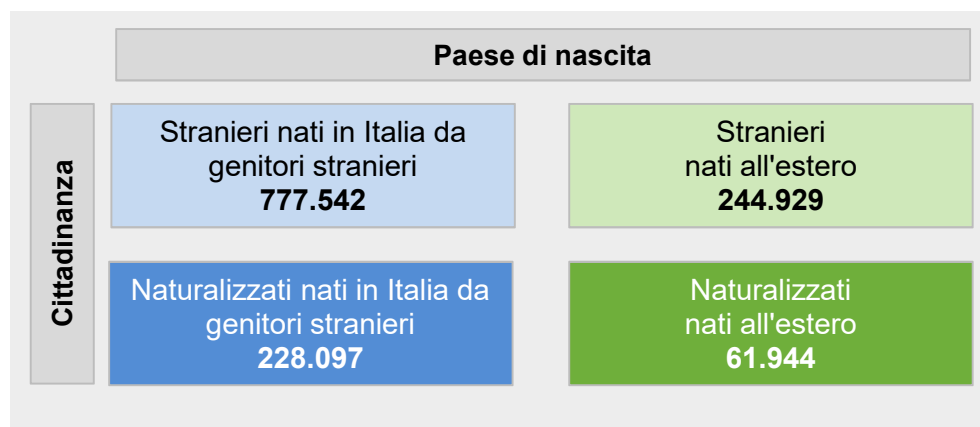 Paese di nascita
Cittadinanza
Stranieri nati in Italia da
genitori stranieri
777.542
Stranieri
nati all'estero
244.929
Naturalizzati nati in Italia da
genitori stranieri
228.097
Naturalizzati
nati all'estero
61.944